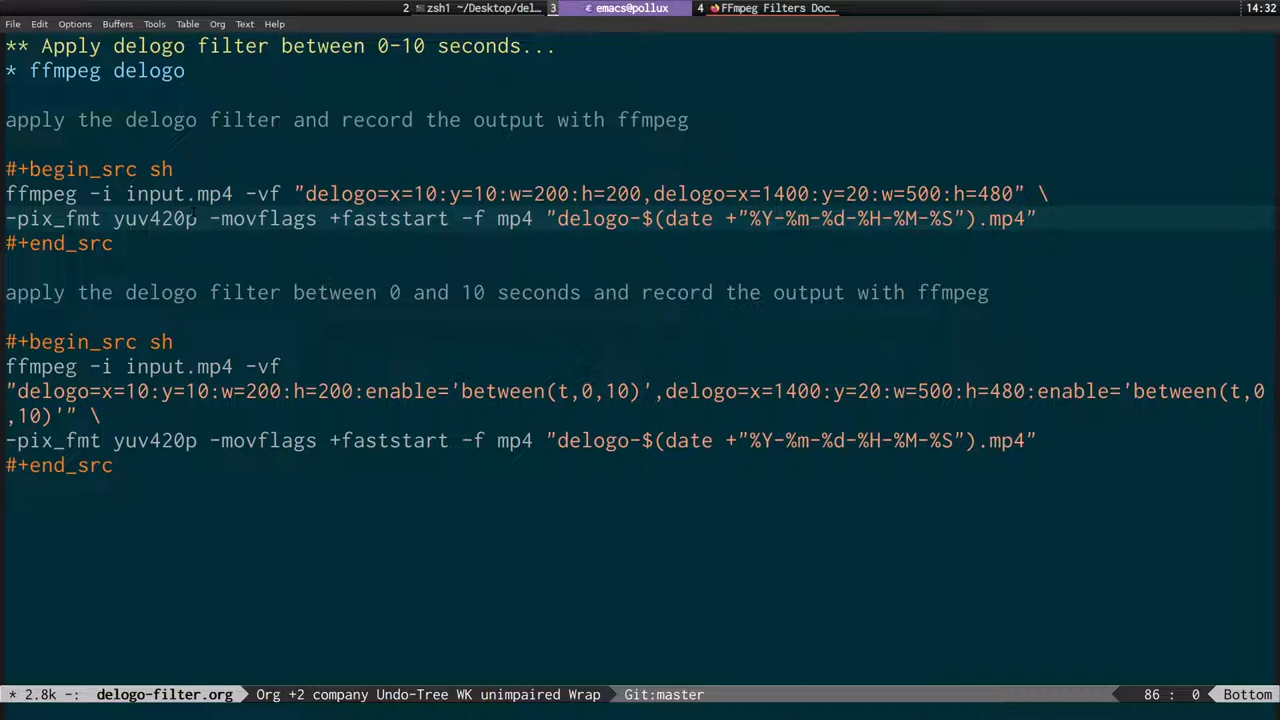 2 zsh1 ~/Desktop/del… 3 emacs@pollux 4 FFmpeg Filters Doc… 14:32
File Edit Options Buffers Tools Table Org Text Help
** Apply delogo filter between 0-10 seconds...
* ffmpeg delogo
apply the delogo filter and record the output with ffmpeg
#+begin_src sh
ffmpeg -i input.mp4 -vf "delogo=x=10:y=10:w=200:h=200,delogo=x=1400:y=20:w=500:h=480" \
-pix_fmt yuv420p -movflags +faststart -f mp4 "delogo-$(date +"%Y-%m-%d-%H-%M-%S").mp4"
#+end_src
apply the delogo filter between 0 and 10 seconds and record the output with ffmpeg
#+begin_src sh
ffmpeg -i input.mp4 -vf
"delogo=x=10:y=10:w=200:h=200:enable='between(t,0,10)',delogo=x=1400:y=20:w=500:h=480:enable='between(t,0
,10)'" \
-pix_fmt yuv420p -movflags +faststart -f mp4 "delogo-$(date +"%Y-%m-%d-%H-%M-%S").mp4"
#+end_src
* 2.8k -: delogo-filter.org Org +2 company Undo-Tree WK unimpaired Wrap Git:master 86 : 0 Bottom